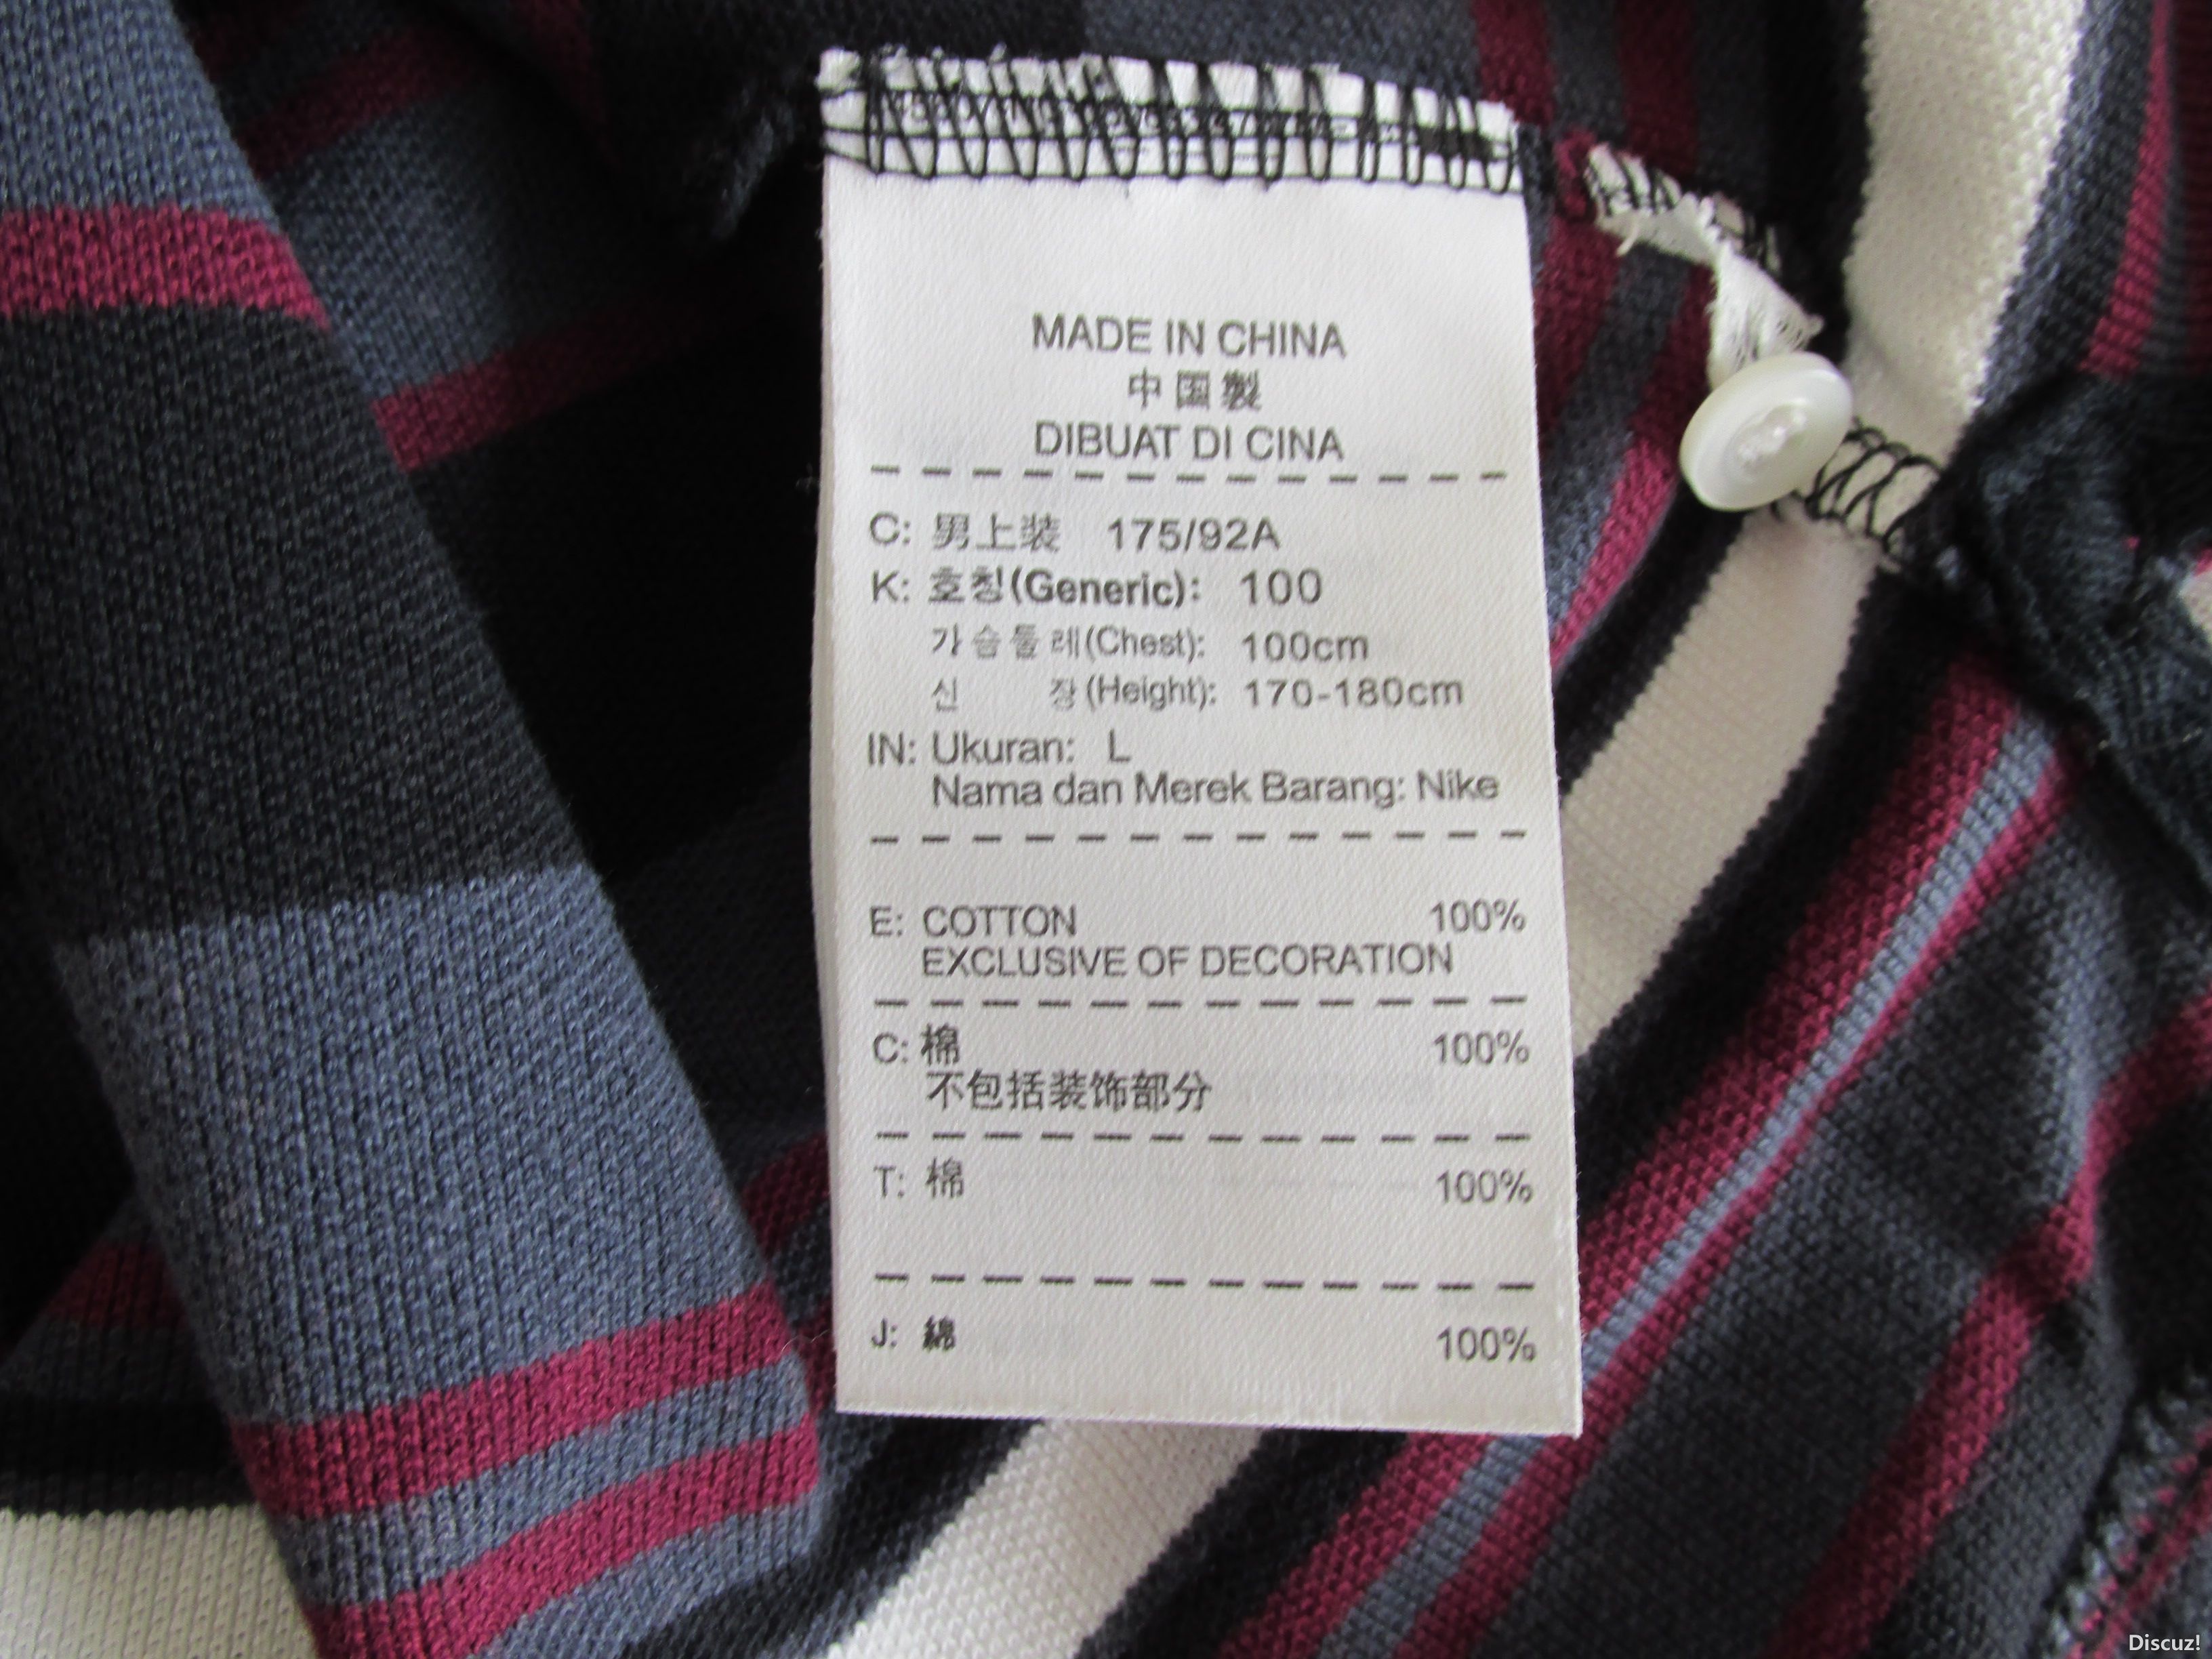 MADE IN CHINA
中国製
DIBUAT DI CINA
C: 男上装 175/92A
K: 호칭(Generic): 100
가슴둘레(Chest): 100cm
신 장(Height): 170-180cm
IN: Ukuran: L
Nama dan Merek Barang: Nike
E: COTTON 100%
EXCLUSIVE OF DECORATION
C: 棉 100%
不包括装饰部分
T: 棉 100%
J: 綿 100%
Discuz!